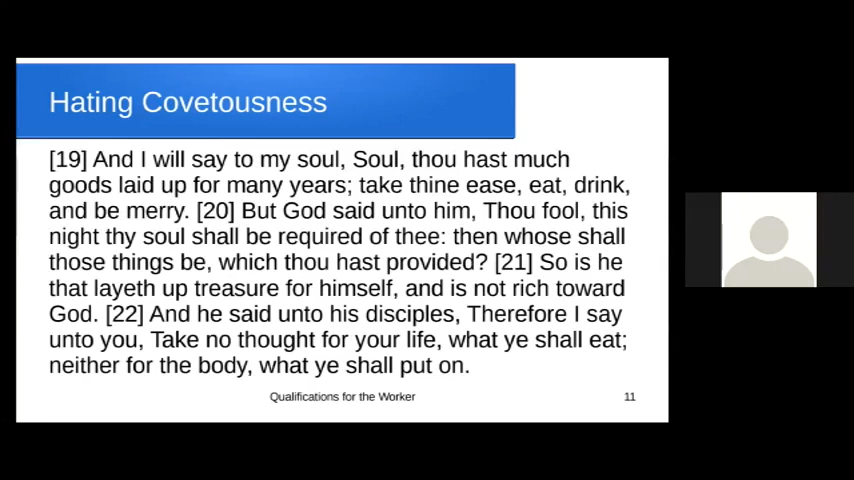 Hating Covetousness
[19] And I will say to my soul, Soul, thou hast much
goods laid up for many years; take thine ease, eat, drink,
and be merry. [20] But God said unto him, Thou fool, this
night thy soul shall be required of thee: then whose shall
those things be, which thou hast provided? [21] So is he
that layeth up treasure for himself, and is not rich toward
God. [22] And he said unto his disciples, Therefore I say
unto you, Take no thought for your life, what ye shall eat;
neither for the body, what ye shall put on.
Qualifications for the Worker
11